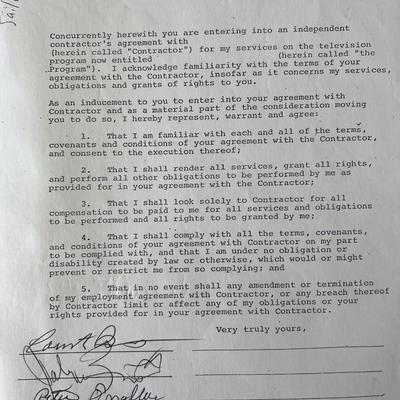 Concurrently herewith you are entering into an independent
contractor's agreement with
(herein called "Contractor") for my services on the television
program now entitled (herein called "the
Program"). I acknowledge familiarity with the terms of your
agreement with the Contractor, insofar as it concerns my services,
obligations and grants of rights to you.
As an inducement to you to enter into your agreement with
Contractor and as a material part of the consideration moving
you to do so, I hereby represent, warrant and agree:
1. That I am familiar with each and all of the terms,
covenants and conditions of your agreement with the Contractor,
and consent to the execution thereof;
2. That I shall render all services, grant all rights,
and perform all other obligations to be performed by me as
provided for in your agreement with the Contractor;
3. That I shall look solely to Contractor for all
compensation to be paid to me for all services and obligations
to be performed and all rights to be granted by me;
4. That I shall comply with all the terms, covenants,
and conditions of your agreement with Contractor on my part
to be complied with, and that I am under no obligation or
disability created by law or otherwise, which would or might
prevent or restrict me from so complying; and
5. That in no event shall any amendment or termination
of my employment agreement with Contractor, or any breach thereof
by Contractor limit or affect any of my obligations or your
rights provided for in your agreement with Contractor.
Very truly yours,